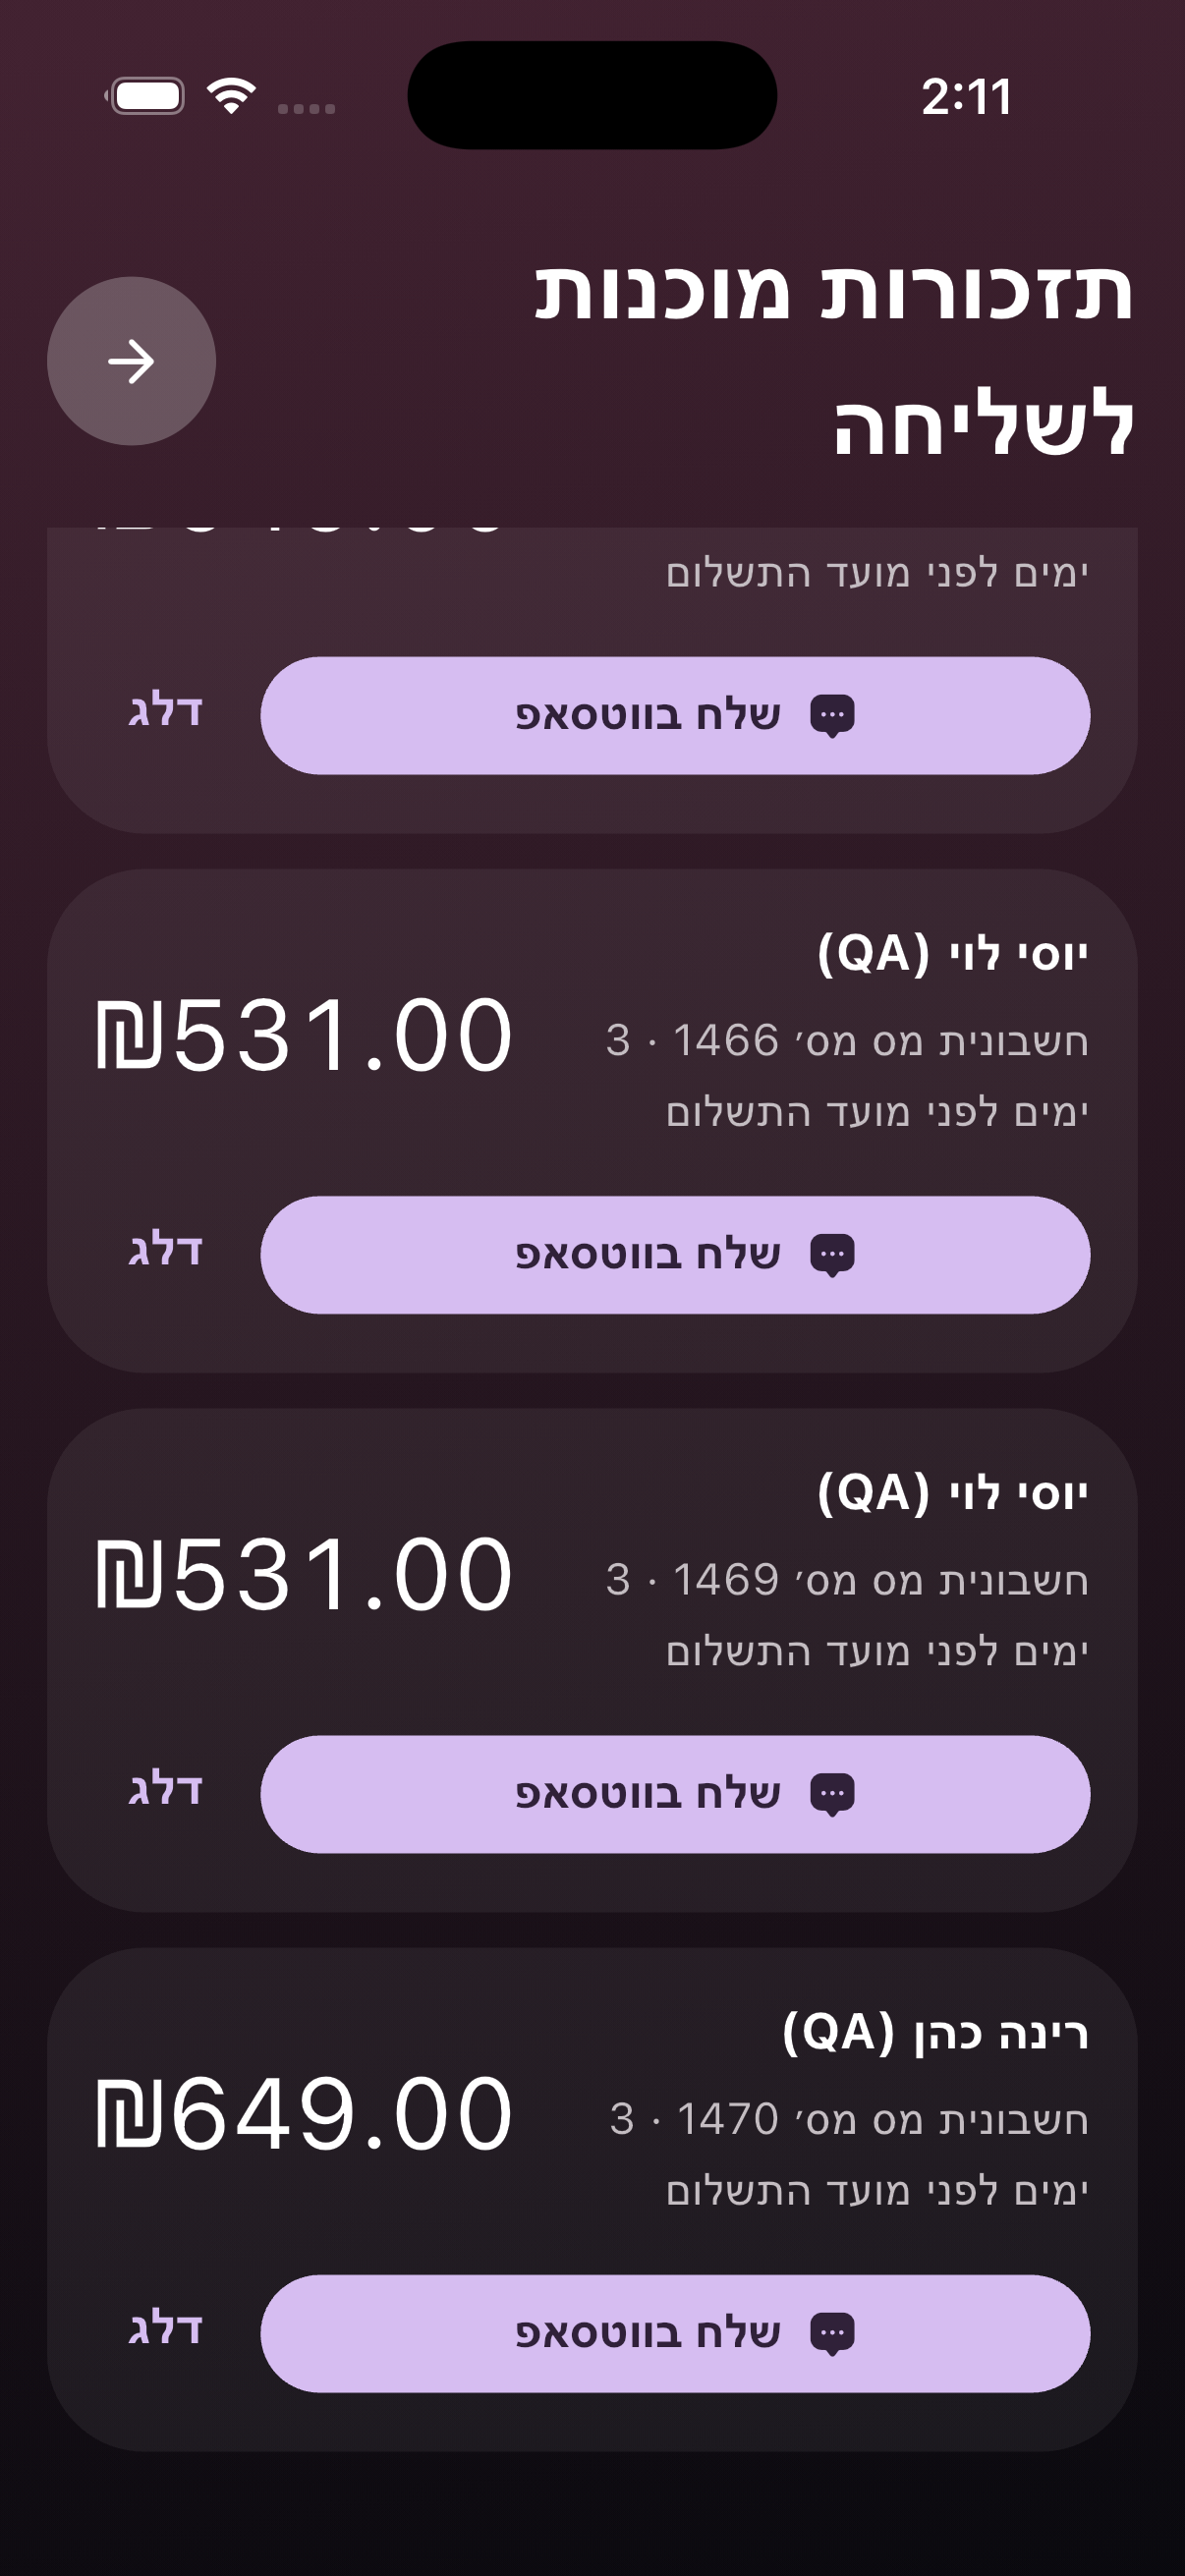 2:11
תזכורות מוכנות
לשליחה
ימים לפני מועד התשלום
שלח בווטסאפ
דלג
יוסי לוי (QA)
חשבונית מס מס׳ 1466 · 3
ימים לפני מועד התשלום
₪531.00
שלח בווטסאפ
דלג
יוסי לוי (QA)
חשבונית מס מס׳ 1469 · 3
ימים לפני מועד התשלום
₪531.00
שלח בווטסאפ
דלג
רינה כהן (QA)
חשבונית מס מס׳ 1470 · 3
ימים לפני מועד התשלום
₪649.00
שלח בווטסאפ
דלג